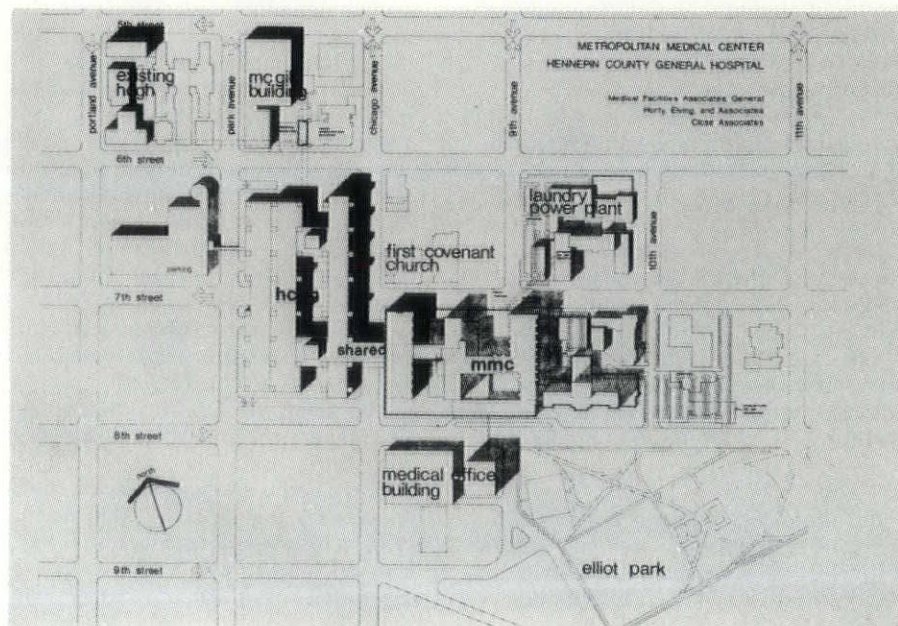 5th street
portland avenue
existing
hcgh
park avenue
mc gill
building
chicago avenue
9th avenue
11th avenue
METROPOLITAN MEDICAL CENTER
HENNEPIN COUNTY GENERAL HOSPITAL
Medical Facilities Associates General
Horty, Elving, and Associates
Close Associates
6th street
laundry
power plant
10th avenue
first covenant
church
parking
7th street
hcgh
shared
mmc
8th street
north
medical office
building
9th street
elliot park